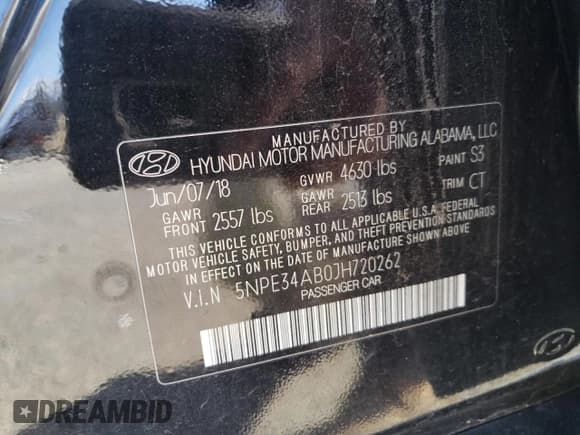 MANUFACTURED BY
HYUNDAI MOTOR MANUFACTURING ALABAMA, LLC
Jun/07/18 GVWR 4630 lbs PAINT S3
GAWR FRONT 2557 lbs GAWR REAR 2513 lbs TRIM CT
THIS VEHICLE CONFORMS TO ALL APPLICABLE U.S.A. FEDERAL
MOTOR VEHICLE SAFETY, BUMPER, AND THEFT PREVENTION STANDARDS
IN EFFECT ON THE DATE OF MANUFACTURE SHOWN ABOVE.
V.I.N 5NPE34AB0JH720262
PASSENGER CAR
DREAMBID